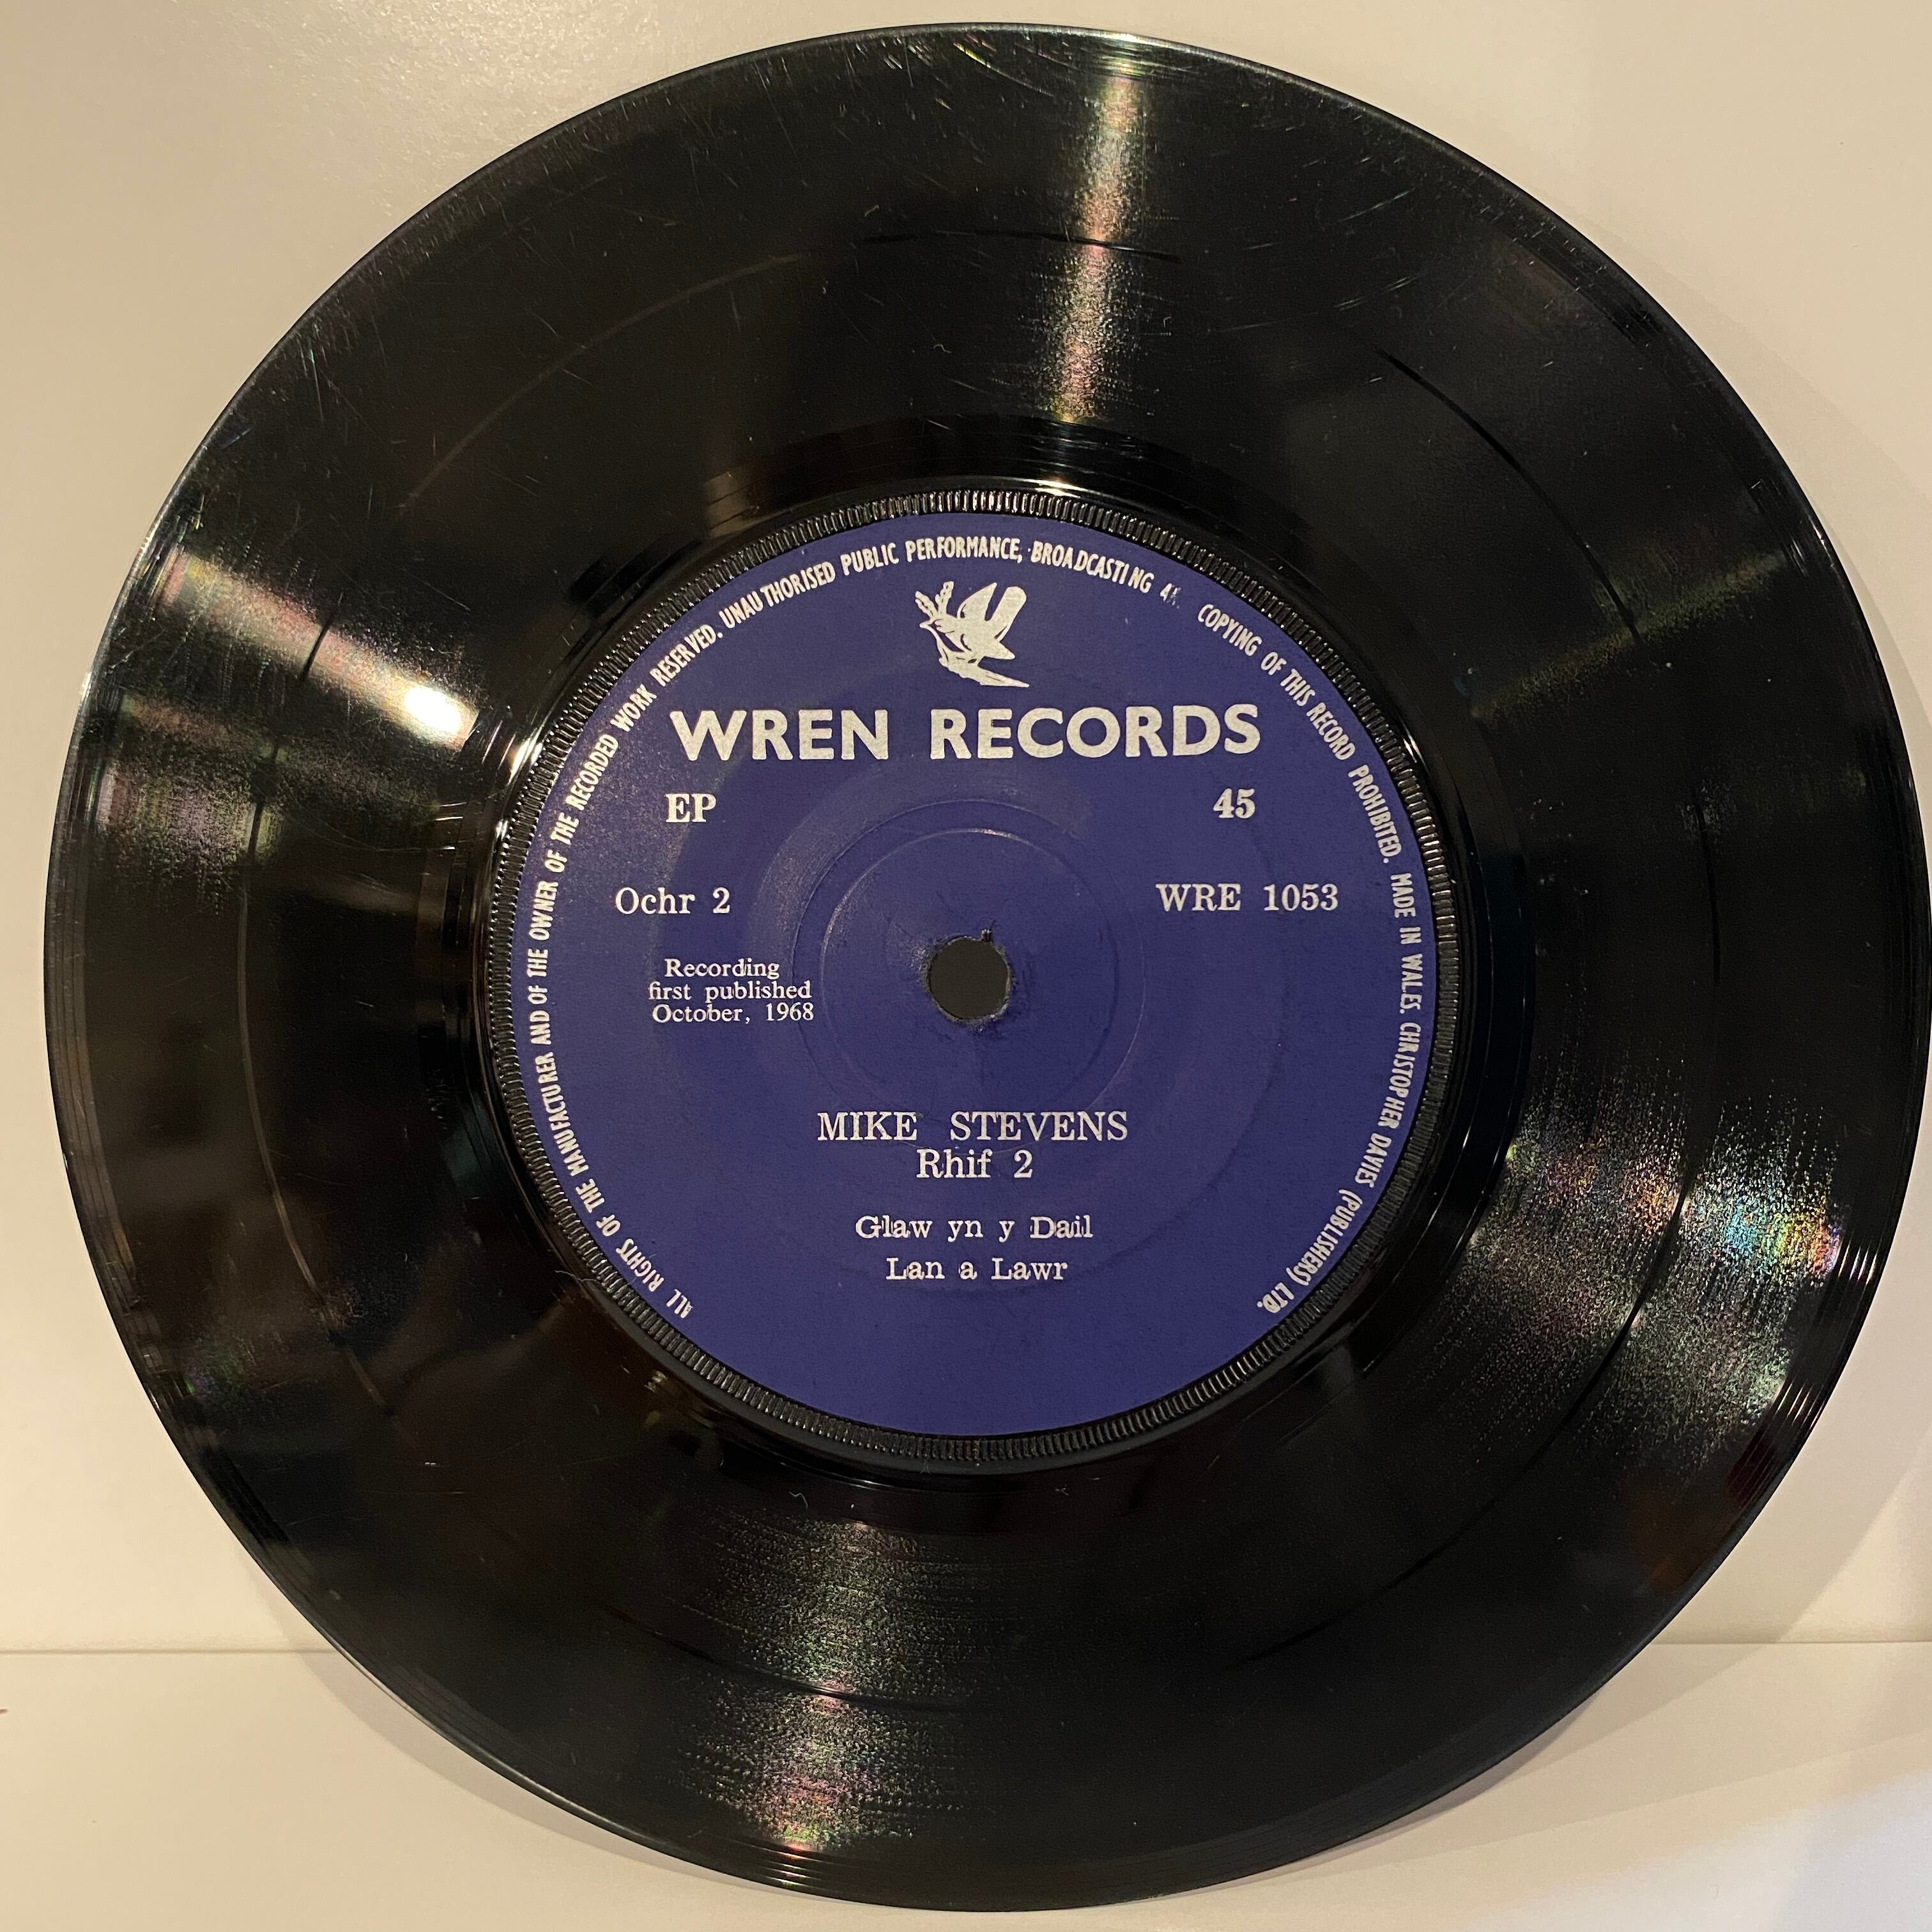 ALL RIGHTS OF THE MANUFACTURER AND OF THE OWNER OF THE RECORDED WORK RESERVED. UNAUTHORISED PUBLIC PERFORMANCE, BROADCASTING COPYING OF THIS RECORD PROHIBITED. MADE IN WALES. CHRISTOPHER DAVIES (PUBLISHERS) LTD.
WREN RECORDS
EP 45
Ochr 2 WRE 1053
Recording
first published
October, 1968
MIKE STEVENS
Rhif 2
Glaw yn y Dail
Lan a Lawr